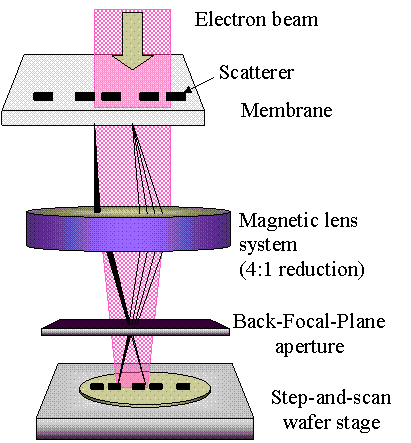 Electron beam
Scatterer
Membrane
Magnetic lens
system
(4:1 reduction)
Back-Focal-Plane
aperture
Step-and-scan
wafer stage